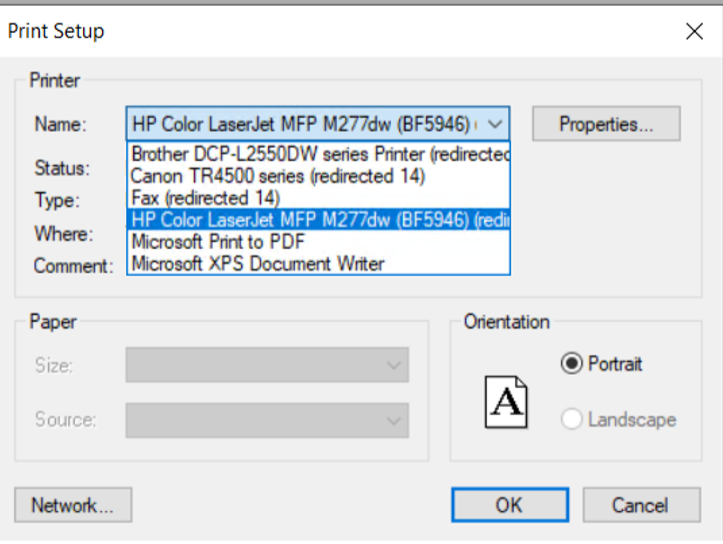 Print Setup
Printer
Name: HP Color LaserJet MFP M277dw (BF5946) Properties...
Brother DCP-L2550DW series Printer (redirected
Status:
Canon TR4500 series (redirected 14)
Type:
Fax (redirected 14)
HP Color LaserJet MFP M277dw (BF5946) (redi
Where:
Microsoft Print to PDF
Comment:
Microsoft XPS Document Writer
Paper
Size:
Source:
Orientation
A
Portrait
Landscape
Network...
OK
Cancel